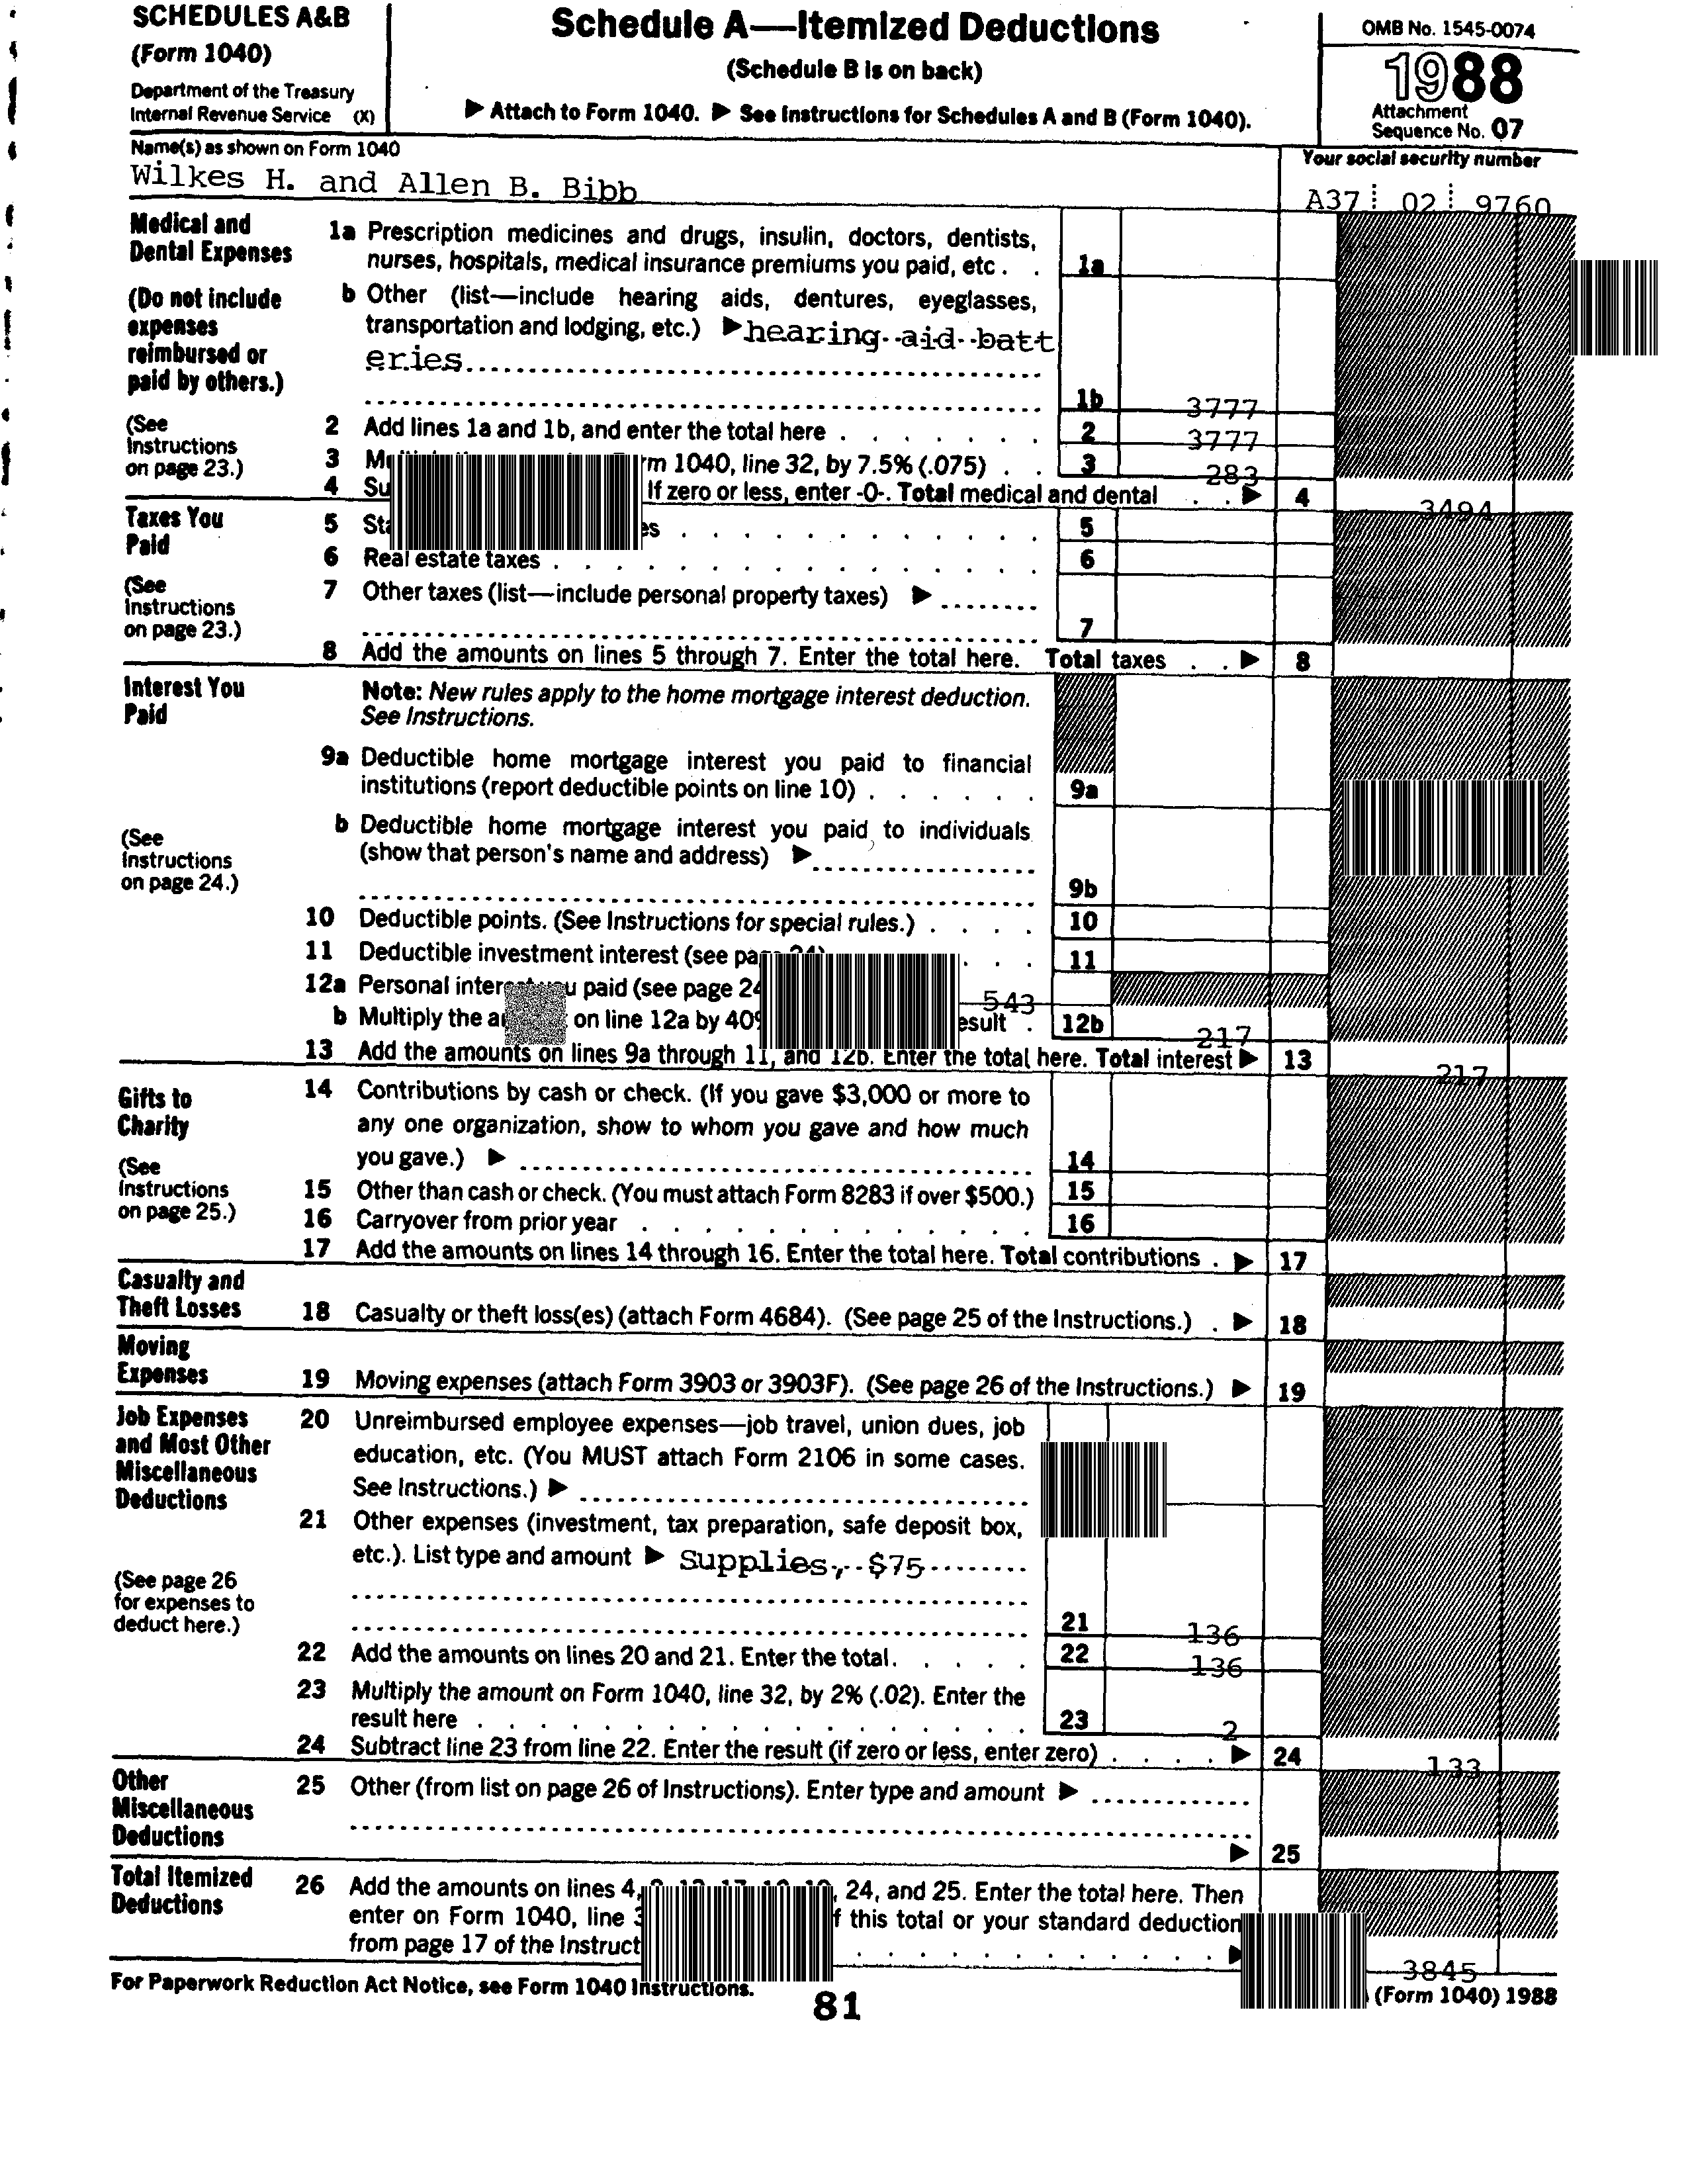 SCHEDULES A&B
(Form 1040)
Department of the Treasury
Internal Revenue Service (X)
Schedule A—Itemized Deductions
(Schedule B is on back)
▶ Attach to Form 1040. ▶ See Instructions for Schedules A and B (Form 1040).
OMB No. 1545-0074
1988
Attachment
Sequence No. 07
Name(s) as shown on Form 1040
Wilkes H. and Allen B. Bibb
Your social security number
A37 02 9760
Medical and
Dental Expenses
(Do not include
expenses
reimbursed or
paid by others.)
(See
Instructions
on page 23.)
1a Prescription medicines and drugs, insulin, doctors, dentists,
nurses, hospitals, medical insurance premiums you paid, etc . . 1a
b Other (list—include hearing aids, dentures, eyeglasses,
transportation and lodging, etc.) ▶ hearing aid batt
eries
1b 3777
2 Add lines 1a and 1b, and enter the total here . . . . . . . 2 3777
3 rm 1040, line 32, by 7.5% (.075) . . 3 283
4 If zero or less, enter -0-. Total medical and dental . . ▶ 4 3494
Taxes You
Paid
(See
Instructions
on page 23.)
5 . . . . . . . . . . . . 5
6 Real estate taxes . . . . . . . . . . . . . . . . 6
7 Other taxes (list—include personal property taxes) ▶
7
8 Add the amounts on lines 5 through 7. Enter the total here. Total taxes . . ▶ 8
Interest You
Paid
(See
Instructions
on page 24.)
Note: New rules apply to the home mortgage interest deduction.
See Instructions.
9a Deductible home mortgage interest you paid to financial
institutions (report deductible points on line 10) . . . . . . 9a
b Deductible home mortgage interest you paid to individuals
(show that person's name and address) ▶
9b
10 Deductible points. (See Instructions for special rules.) . . . . 10
11 Deductible investment interest (see . . . 11
12a Personal paid (see page 543
b Multiply the on line 12a by . 12b 217
13 Add the amounts on lines 9a through 11, and 12b. Enter the total here. Total interest ▶ 13 217
Gifts to
Charity
(See
Instructions
on page 25.)
14 Contributions by cash or check. (If you gave $3,000 or more to
any one organization, show to whom you gave and how much
you gave.) ▶ 14
15 Other than cash or check. (You must attach Form 8283 if over $500.) 15
16 Carryover from prior year . . . . . . . . . . . . . 16
17 Add the amounts on lines 14 through 16. Enter the total here. Total contributions . ▶ 17
Casualty and
Theft Losses
18 Casualty or theft loss(es) (attach Form 4684). (See page 25 of the Instructions.) . ▶ 18
Moving
Expenses
19 Moving expenses (attach Form 3903 or 3903F). (See page 26 of the Instructions.) ▶ 19
Job Expenses
and Most Other
Miscellaneous
Deductions
(See page 26
for expenses to
deduct here.)
20 Unreimbursed employee expenses—job travel, union dues, job
education, etc. (You MUST attach Form 2106 in some cases.
See Instructions.) ▶
21 Other expenses (investment, tax preparation, safe deposit box,
etc.). List type and amount ▶ Supplies, $75
21 136
22 Add the amounts on lines 20 and 21. Enter the total. . . . . . 22 136
23 Multiply the amount on Form 1040, line 32, by 2% (.02). Enter the
result here . . . . . . . . . . . . . . . . . 23 2
24 Subtract line 23 from line 22. Enter the result (if zero or less, enter zero) . . . . ▶ 24 133
Other
Miscellaneous
Deductions
25 Other (from list on page 26 of Instructions). Enter type and amount ▶
▶ 25
Total Itemized
Deductions
26 Add the amounts on lines 4, 24, and 25. Enter the total here. Then
enter on Form 1040, line this total or your standard deduction
from page 17 of the . . . . . . . . . . . ▶ 3845
For Paperwork Reduction Act Notice, see Form 1040 Instructions.
(Form 1040) 1988
81